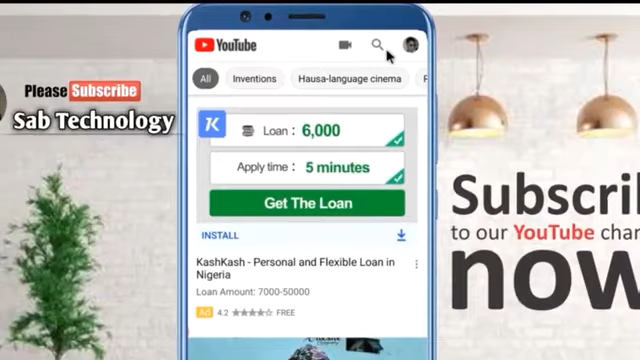 YouTube
All
Inventions
Hausa-language cinema
Please Subscribe
Sab Technology
K
Loan : 6,000
Apply time : 5 minutes
Get The Loan
INSTALL
KashKash - Personal and Flexible Loan in
Nigeria
Loan Amount: 7000-50000
Ad 4.2 FREE
to our YouTube
now